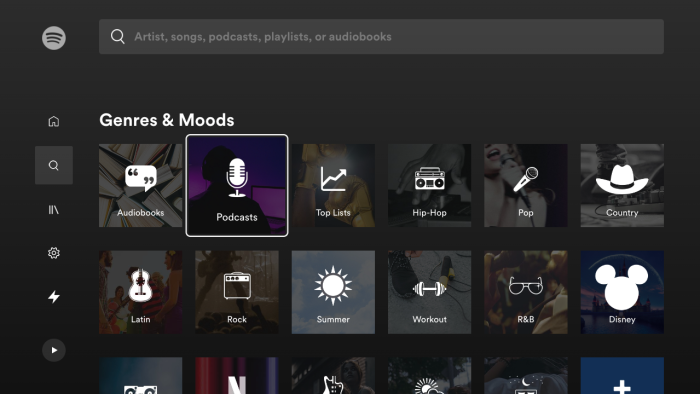 Artist, songs, podcasts, playlists, or audiobooks
Genres & Moods
Audiobooks
Podcasts
Top Lists
Hip-Hop
Pop
Country
Latin
Rock
Summer
Workout
R&B
Disney